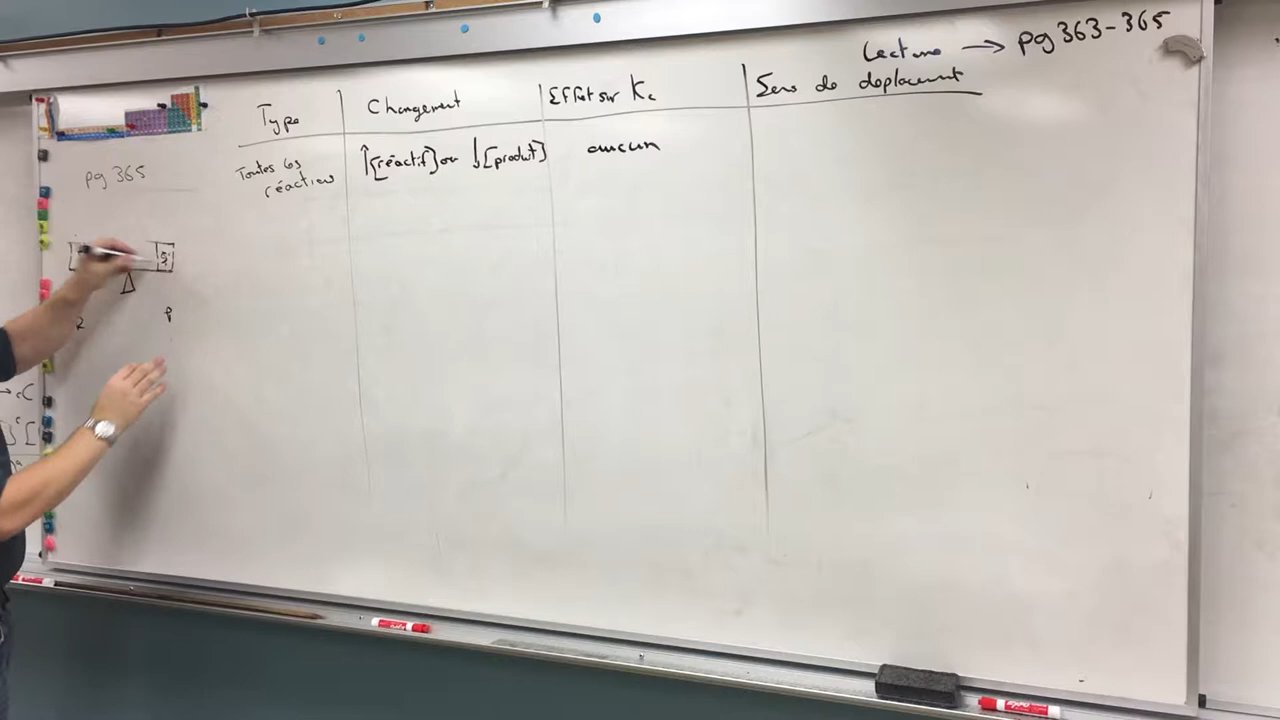 Lecture → pg 363-365
Type
Changement
Effet sur Kc
Sens de deplacement
Toutes les
réactions
↑[réactif] ou ↓[produit]
aucun
pg 365
P